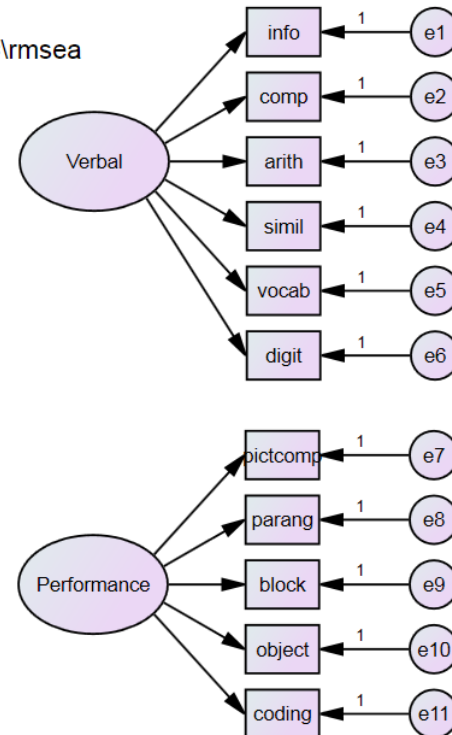 info 1 e1
\rmsea
comp 1 e2
Verbal
arith 1 e3
simil 1 e4
vocab 1 e5
digit 1 e6
pictcomp 1 e7
parang 1 e8
Performance
block 1 e9
object 1 e10
coding 1 e11